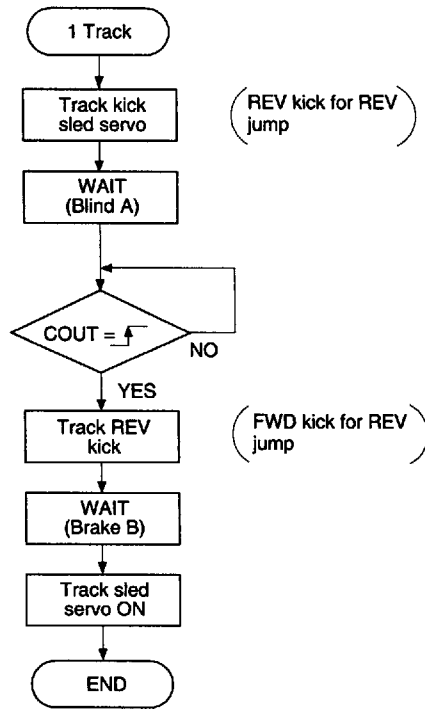 1 Track
Track kick
sled servo
REV kick for REV
jump
WAIT
(Blind A)
COUT =
NO
YES
Track REV
kick
FWD kick for REV
jump
WAIT
(Brake B)
Track sled
servo ON
END